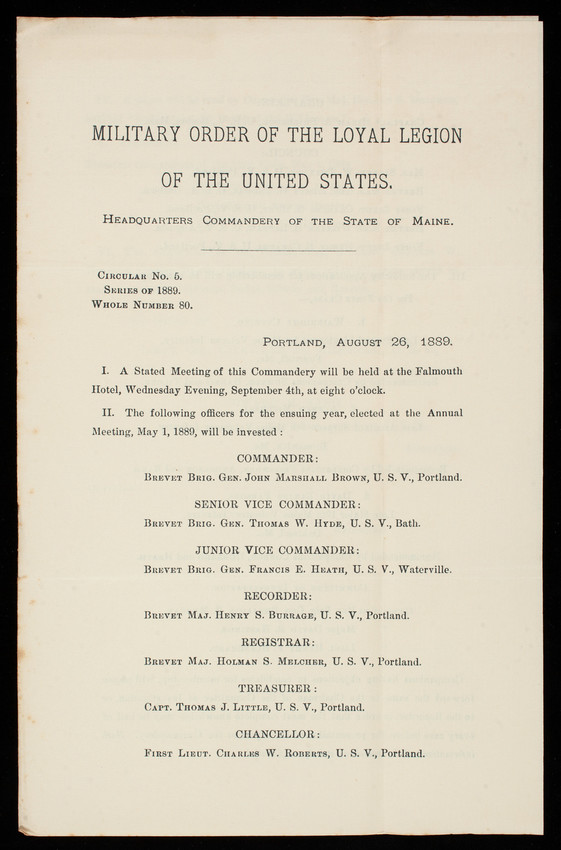 MILITARY ORDER OF THE LOYAL LEGION
OF THE UNITED STATES.
HEADQUARTERS COMMANDERY OF THE STATE OF MAINE.
CIRCULAR NO. 5.
SERIES OF 1889.
WHOLE NUMBER 80.
PORTLAND, AUGUST 26, 1889.
I. A Stated Meeting of this Commandery will be held at the Falmouth
Hotel, Wednesday Evening, September 4th, at eight o'clock.
II. The following officers for the ensuing year, elected at the Annual
Meeting, May 1, 1889, will be invested :
COMMANDER:
BREVET BRIG. GEN. JOHN MARSHALL BROWN, U. S. V., Portland.
SENIOR VICE COMMANDER:
BREVET BRIG. GEN. THOMAS W. HYDE, U. S. V., Bath.
JUNIOR VICE COMMANDER:
BREVET BRIG. GEN. FRANCIS E. HEATH, U. S. V., Waterville.
RECORDER:
BREVET MAJ. HENRY S. BURRAGE, U. S. V., Portland.
REGISTRAR:
BREVET MAJ. HOLMAN S. MELCHER, U. S. V., Portland.
TREASURER :
CAPT. THOMAS J. LITTLE, U. S. V., Portland.
CHANCELLOR:
FIRST LIEUT. CHARLES W. ROBERTS, U. S. V., Portland.